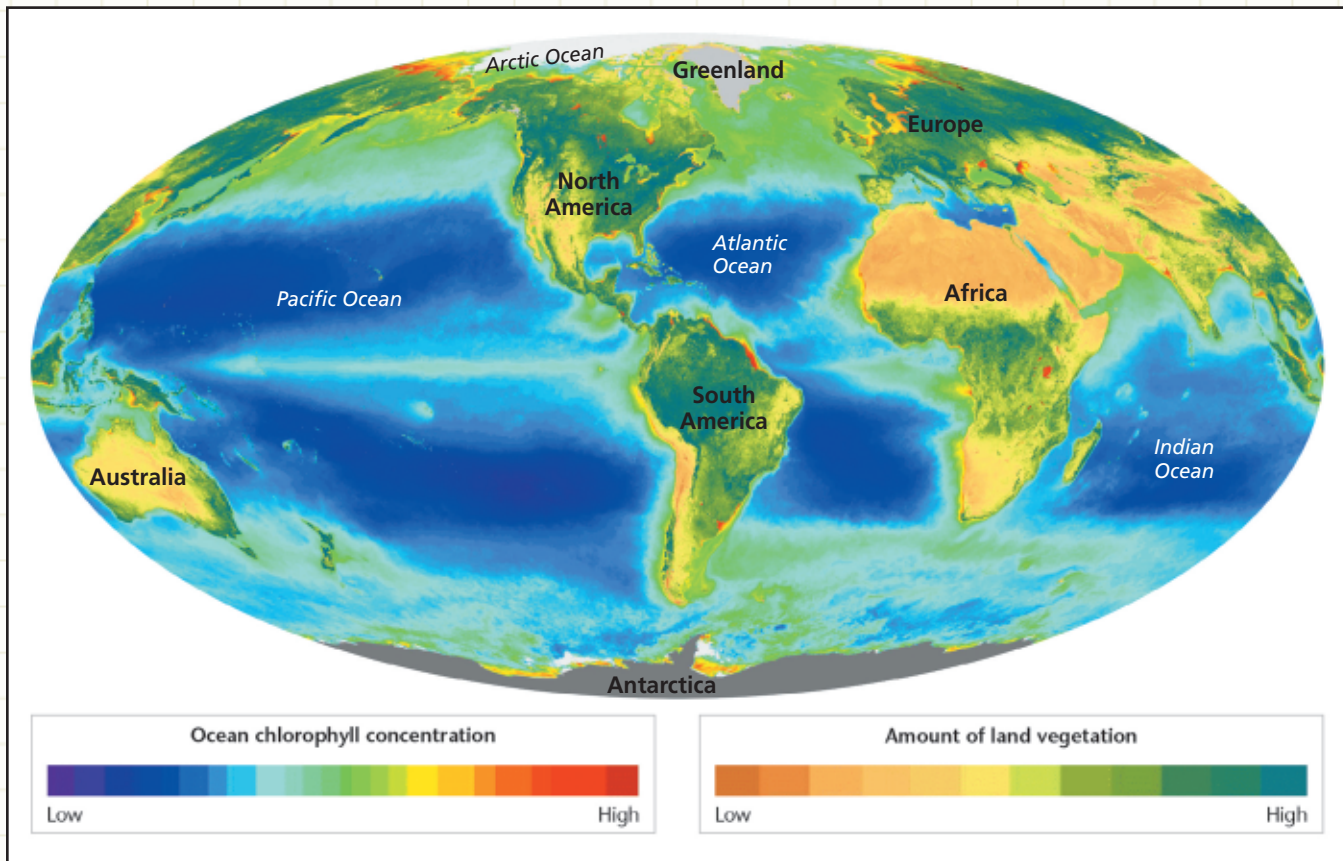 Arctic Ocean
Greenland
Europe
North
America
Atlantic
Ocean
Pacific Ocean
Africa
South
America
Indian
Ocean
Australia
Antarctica
Ocean chlorophyll concentration
Low
High
Amount of land vegetation
Low
High